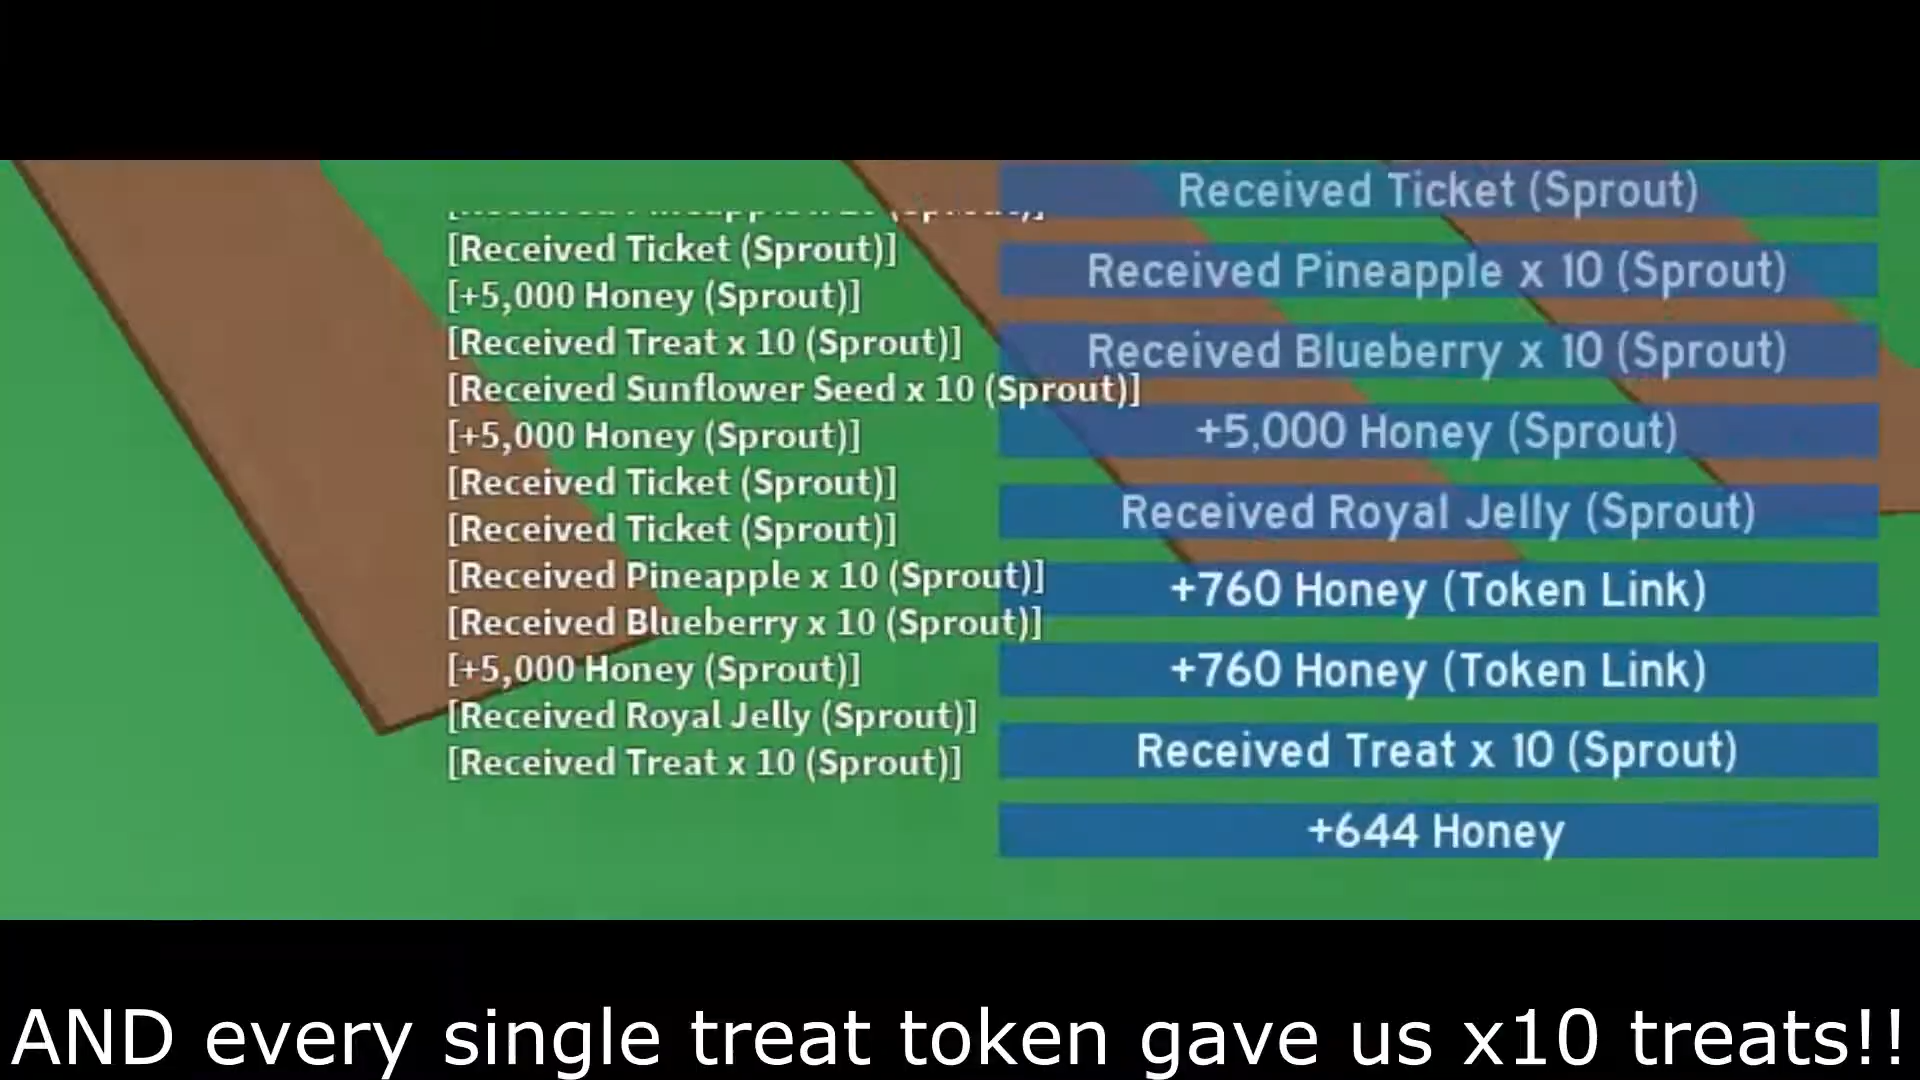 [Received Pineapple x 10 (Sprout)]
[Received Ticket (Sprout)]
[+5,000 Honey (Sprout)]
[Received Treat x 10 (Sprout)]
[Received Sunflower Seed x 10 (Sprout)]
[+5,000 Honey (Sprout)]
[Received Ticket (Sprout)]
[Received Ticket (Sprout)]
[Received Pineapple x 10 (Sprout)]
[Received Blueberry x 10 (Sprout)]
[+5,000 Honey (Sprout)]
[Received Royal Jelly (Sprout)]
[Received Treat x 10 (Sprout)]
Received Ticket (Sprout)
Received Pineapple x 10 (Sprout)
Received Blueberry x 10 (Sprout)
+5,000 Honey (Sprout)
Received Royal Jelly (Sprout)
+760 Honey (Token Link)
+760 Honey (Token Link)
Received Treat x 10 (Sprout)
+644 Honey
AND every single treat token gave us x10 treats!!